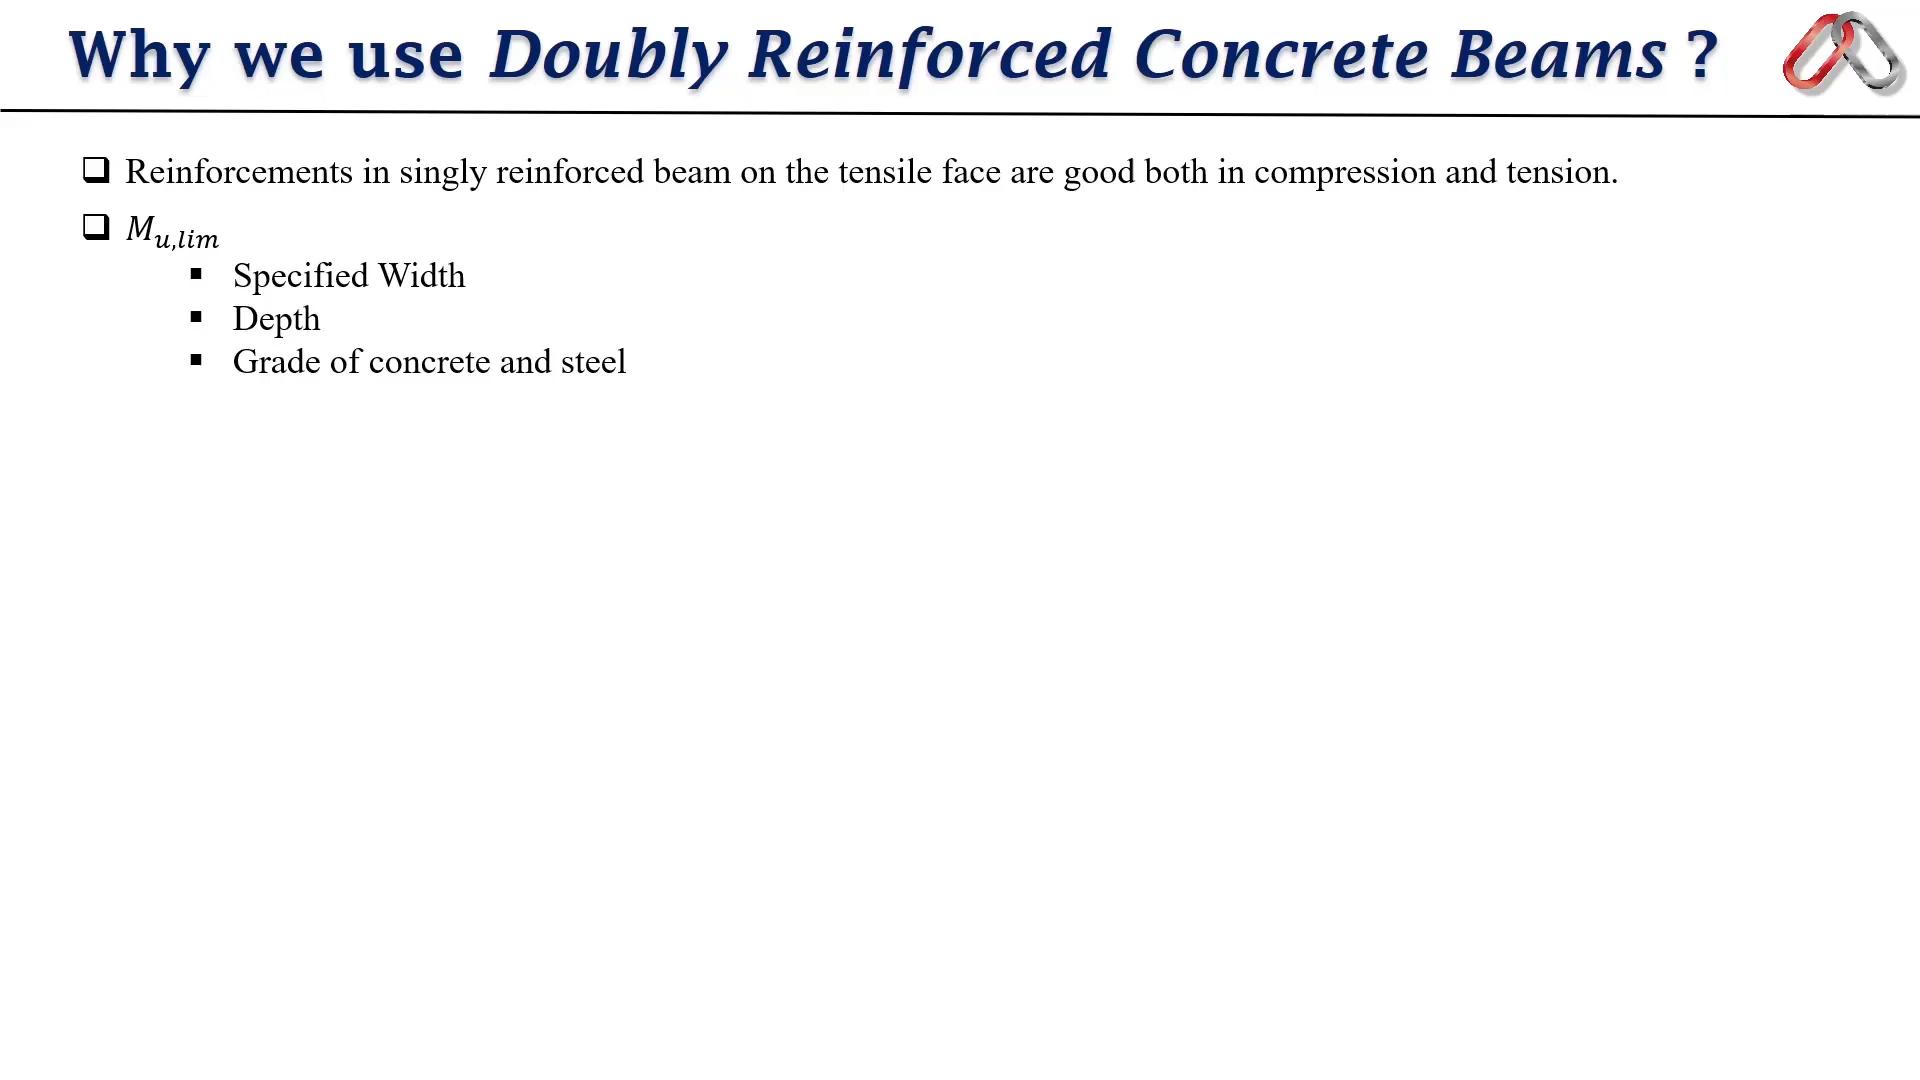 Why we use Doubly Reinforced Concrete Beams ?
Reinforcements in singly reinforced beam on the tensile face are good both in compression and tension.
M_{u,lim}
Specified Width
Depth
Grade of concrete and steel